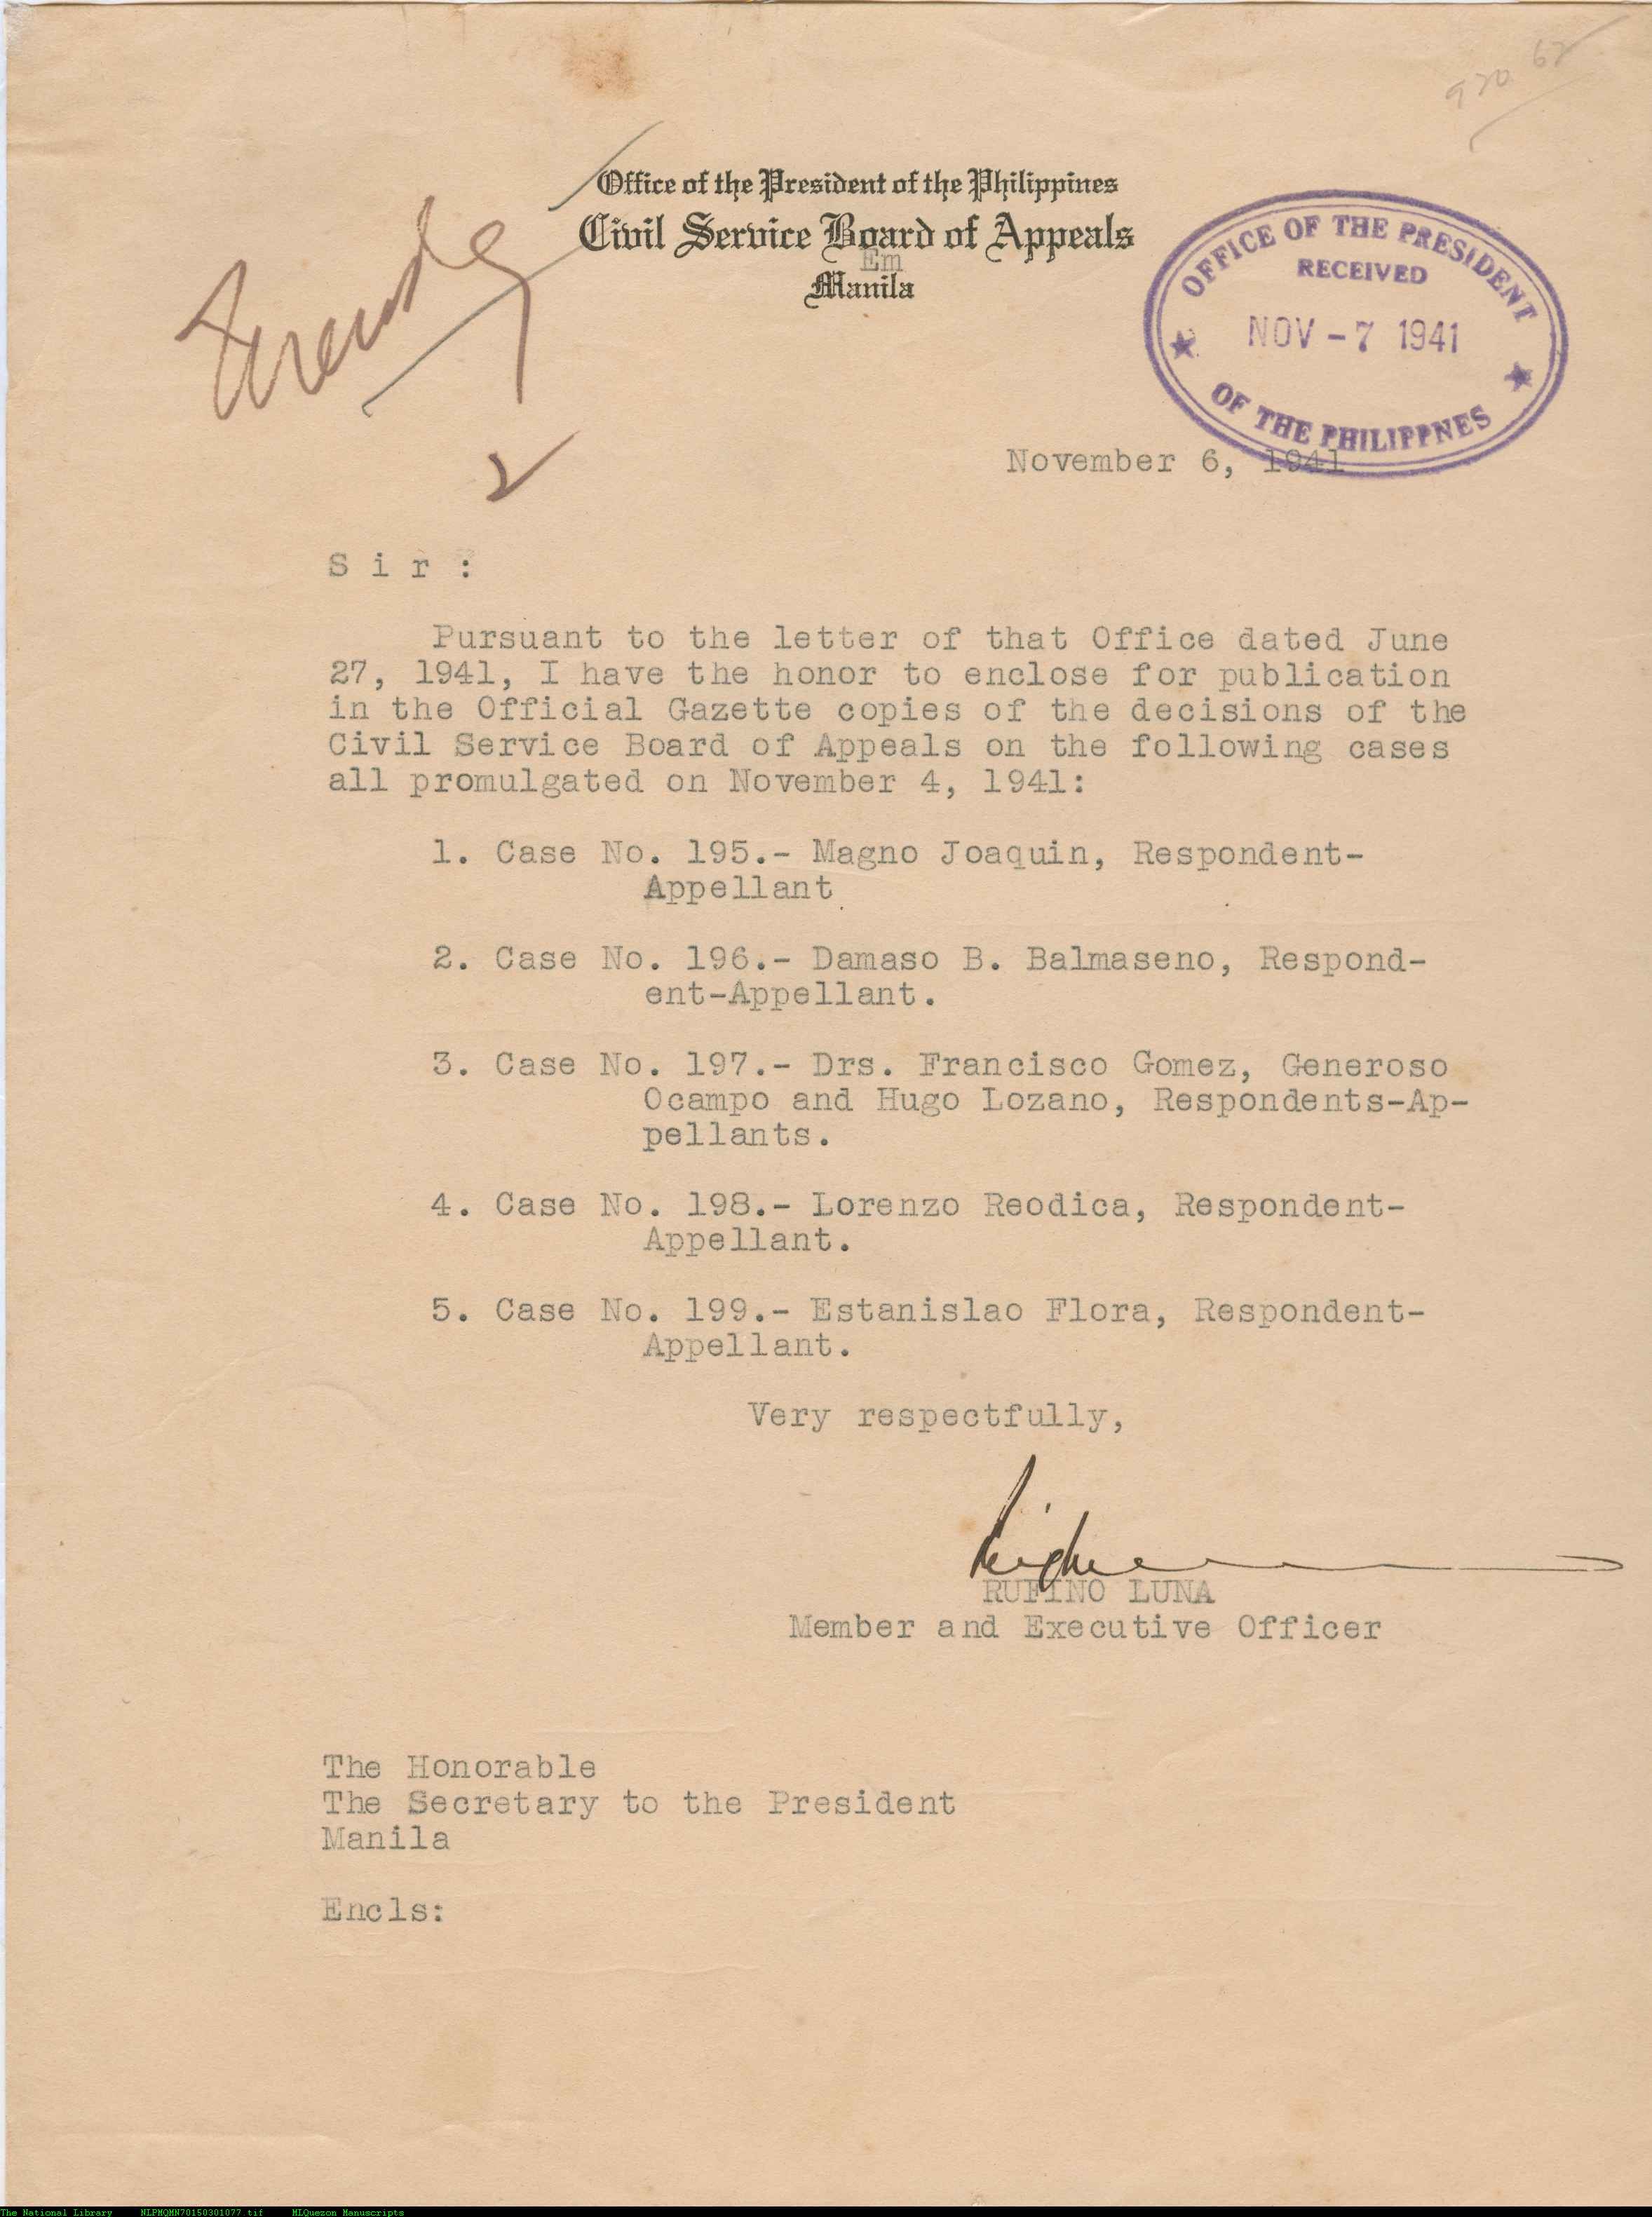 Office of the President of the Philippines
Civil Service Board of Appeals
Em
Manila
OFFICE OF THE PRESIDENT
RECEIVED
NOV - 7 1941
OF THE PHILIPPNES
November 6, 1941
S i r :
Pursuant to the letter of that Office dated June
27, 1941, I have the honor to enclose for publication
in the Official Gazette copies of the decisions of the
Civil Service Board of Appeals on the following cases
all promulgated on November 4, 1941:
1. Case No. 195.- Magno Joaquin, Respondent-
Appellant
2. Case No. 196.- Damaso B. Balmaseno, Respond-
ent-Appellant.
3. Case No. 197.- Drs. Francisco Gomez, Generoso
Ocampo and Hugo Lozano, Respondents-Ap-
pellants.
4. Case No. 198.- Lorenzo Reodica, Respondent-
Appellant.
5. Case No. 199.- Estanislao Flora, Respondent-
Appellant.
Very respectfully,
RUFINO LUNA
Member and Executive Officer
The Honorable
The Secretary to the President
Manila
Encls:
The National Library NLPMQMN70150301077.tif MLQuezon Manuscripts